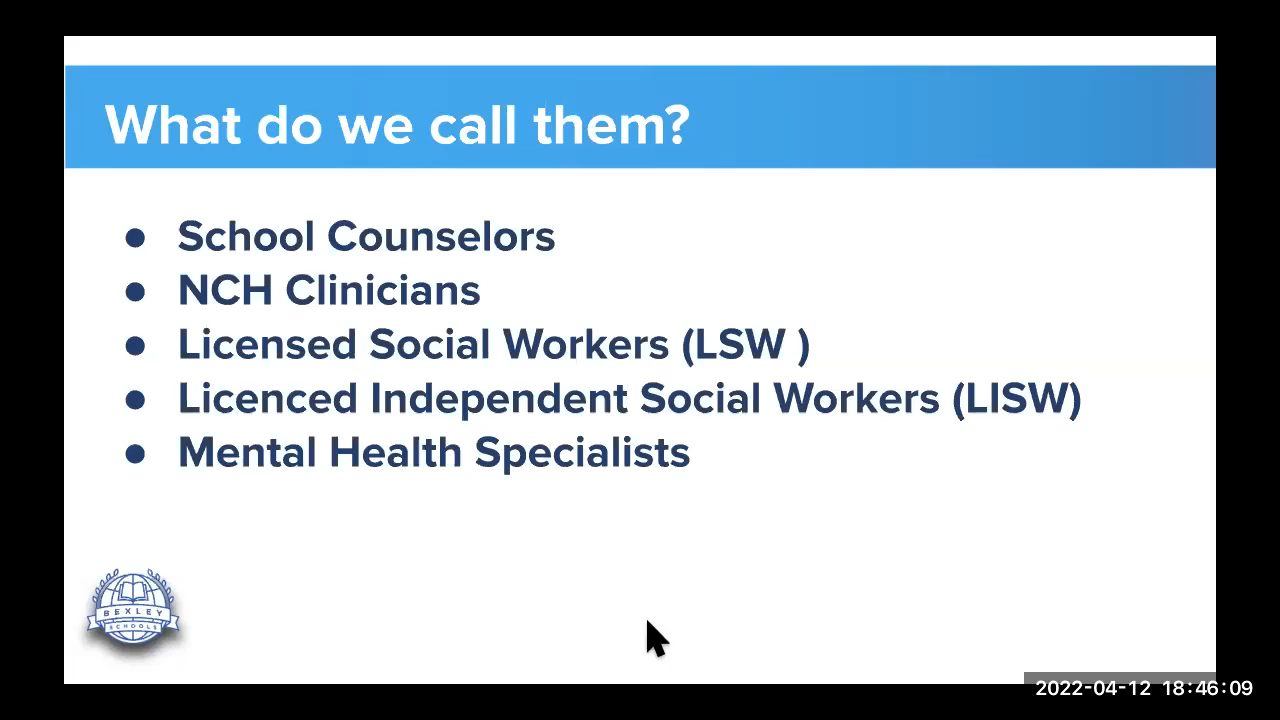 What do we call them?
● School Counselors
● NCH Clinicians
● Licensed Social Workers (LSW )
● Licenced Independent Social Workers (LISW)
● Mental Health Specialists
BEXLEY
SCHOOLS
2022-04-12 18:46:09